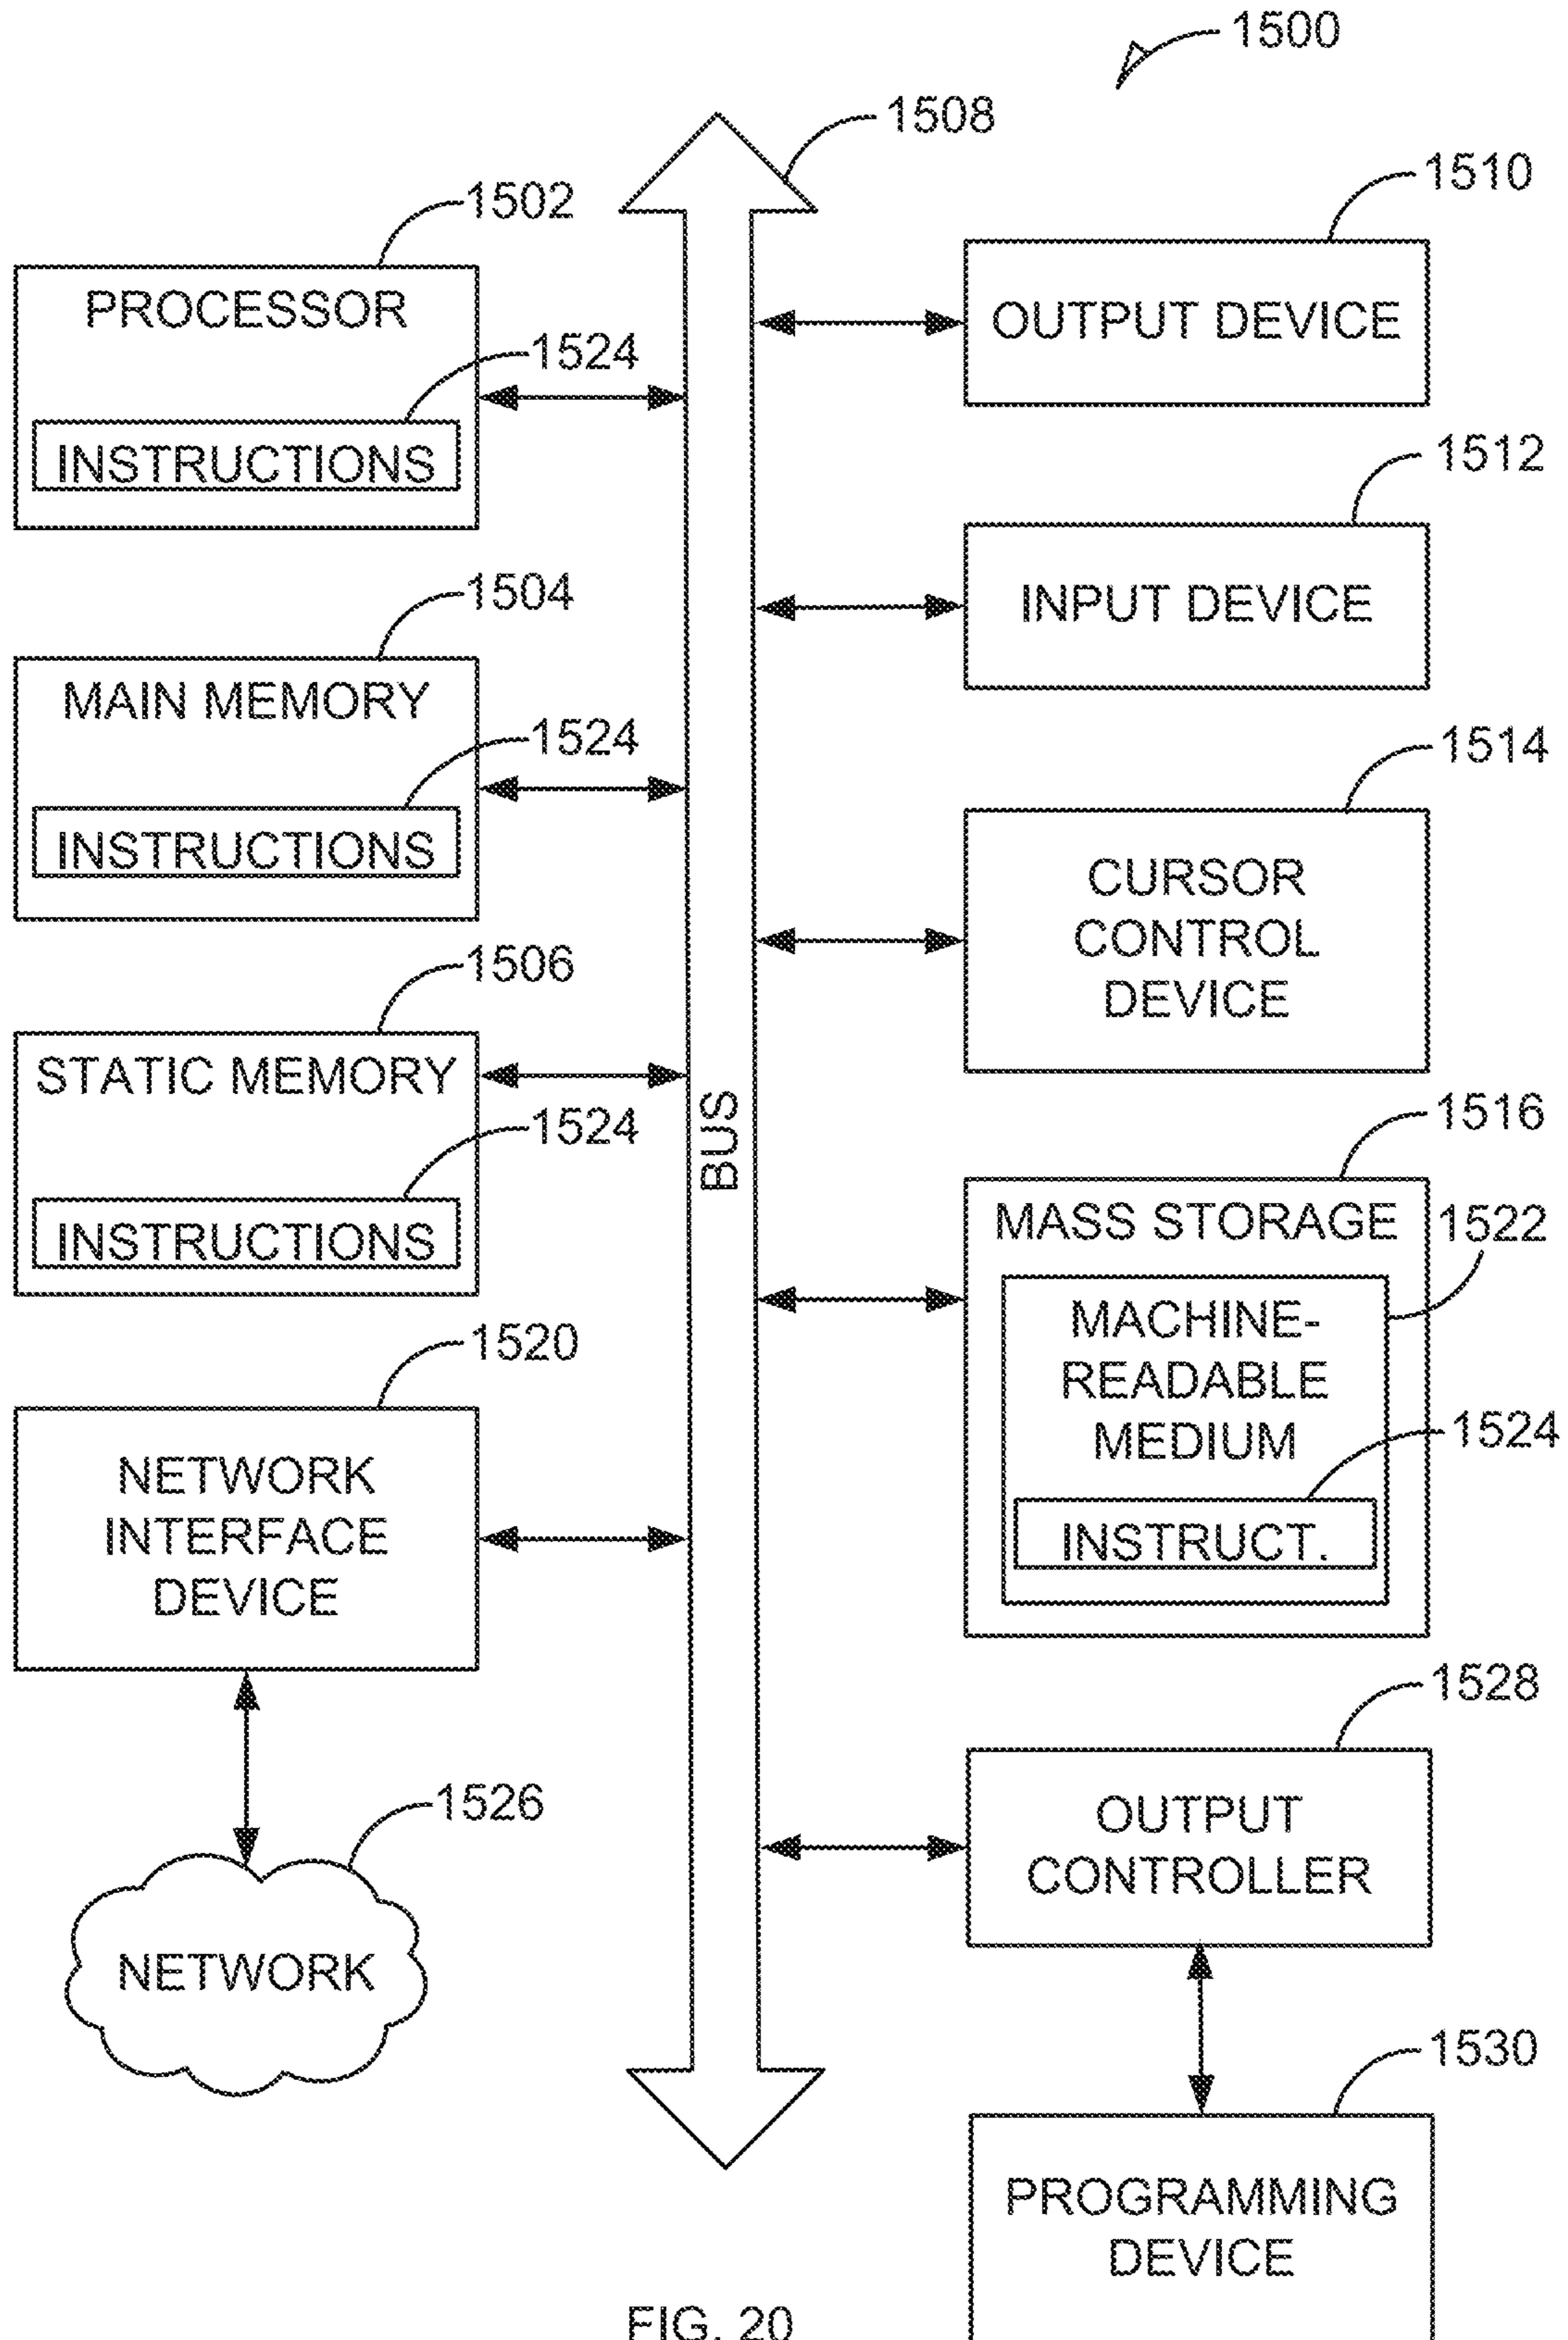 1500
1508
1502
PROCESSOR
1524
INSTRUCTIONS
1504
MAIN MEMORY
1524
INSTRUCTIONS
1506
STATIC MEMORY
1524
INSTRUCTIONS
1520
NETWORK
INTERFACE
DEVICE
1526
NETWORK
BUS
1510
OUTPUT DEVICE
1512
INPUT DEVICE
1514
CURSOR
CONTROL
DEVICE
1516
MASS STORAGE
1522
MACHINE-
READABLE
MEDIUM
1524
INSTRUCT.
1528
OUTPUT
CONTROLLER
1530
PROGRAMMING
DEVICE
FIG. 20